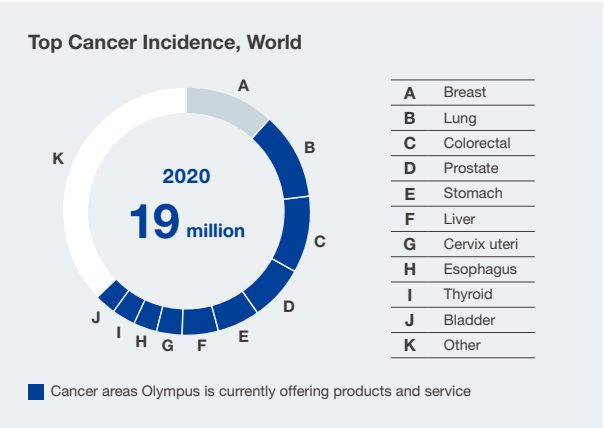 Top Cancer Incidence, World
A
B
C
D
E
F
G
H
I
J
K
2020
19 million
A Breast
B Lung
C Colorectal
D Prostate
E Stomach
F Liver
G Cervix uteri
H Esophagus
I Thyroid
J Bladder
K Other
Cancer areas Olympus is currently offering products and service